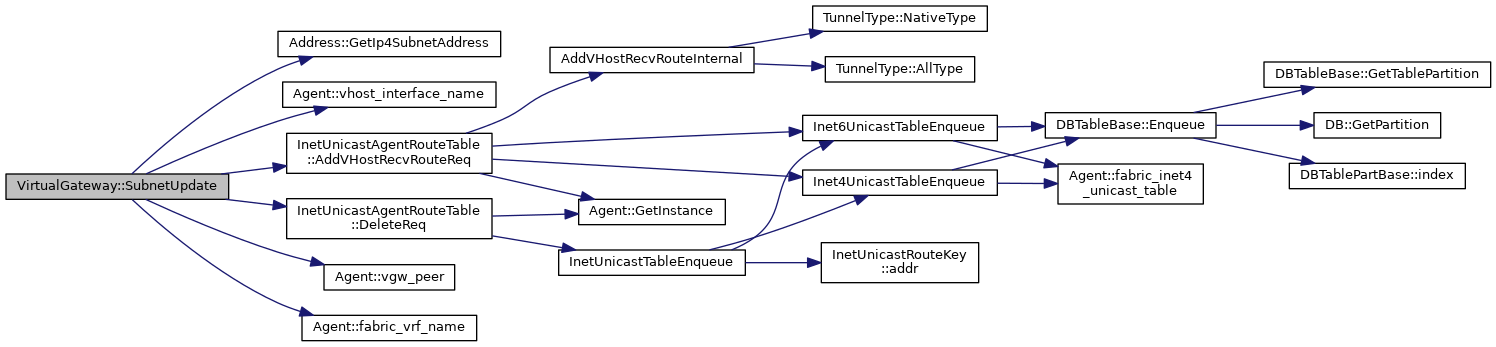 VirtualGateway::SubnetUpdate
Address::GetIp4SubnetAddress
Agent::vhost_interface_name
InetUnicastAgentRouteTable
::AddVHostRecvRouteReq
InetUnicastAgentRouteTable
::DeleteReq
Agent::vgw_peer
Agent::fabric_vrf_name
AddVHostRecvRouteInternal
Agent::GetInstance
InetUnicastTableEnqueue
TunnelType::NativeType
TunnelType::AllType
Inet6UnicastTableEnqueue
Inet4UnicastTableEnqueue
InetUnicastRouteKey
::addr
DBTableBase::Enqueue
Agent::fabric_inet4
_unicast_table
DBTableBase::GetTablePartition
DB::GetPartition
DBTablePartBase::index